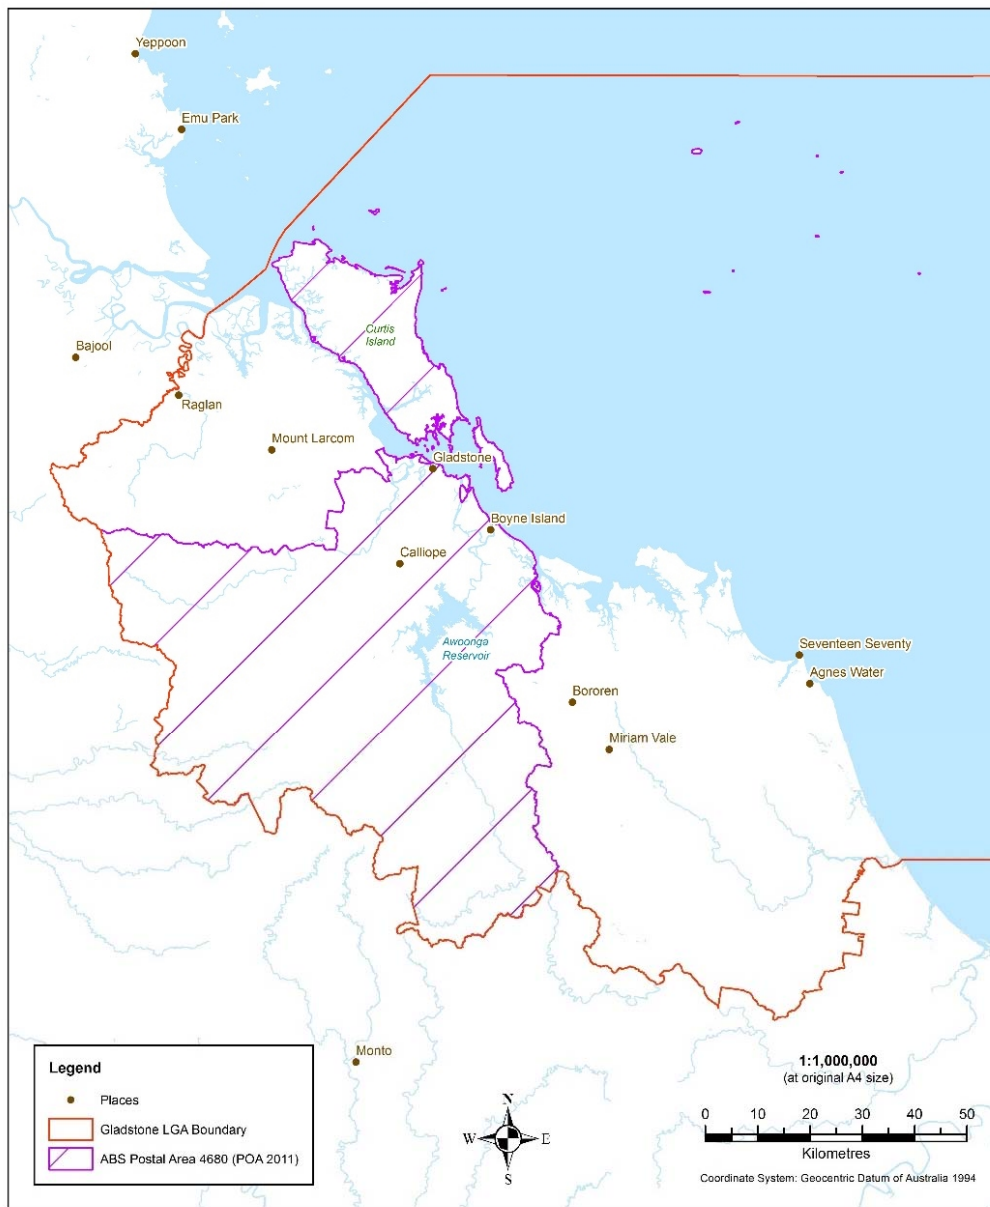 Yeppoon
Emu Park
Curtis
Island
Bajool
Raglan
Mount Larcom
Gladstone
Boyne Island
Calliope
Awoonga
Reservoir
Seventeen Seventy
Agnes Water
Bororen
Miriam Vale
Monto
Legend
Places
Gladstone LGA Boundary
ABS Postal Area 4680 (POA 2011)
N
W
E
S
1:1,000,000
(at original A4 size)
0 10 20 30 40 50
Kilometres
Coordinate System: Geocentric Datum of Australia 1994